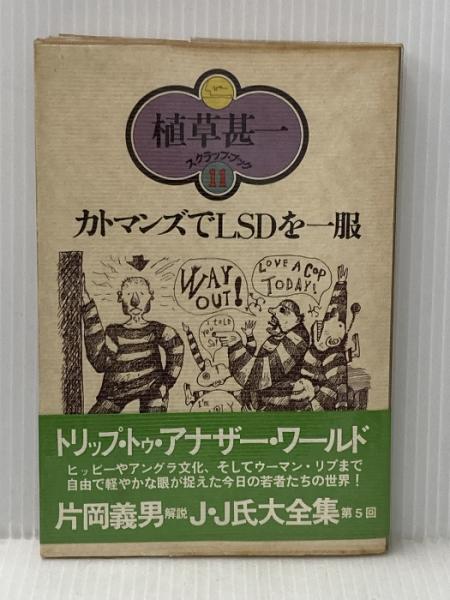 植草甚一
スクラップ・ブック
11
カトマンズでLSDを一服
WAY
OUT!
LOVE A COP
TODAY!
I TOLD
YOU
SO!
トリップ・トゥ・アナザー・ワールド
ヒッピーやアングラ文化、そしてウーマン・リブまで
自由で軽やかな眼が捉えた今日の若者たちの世界!
片岡義男解説J・J氏大全集第5回